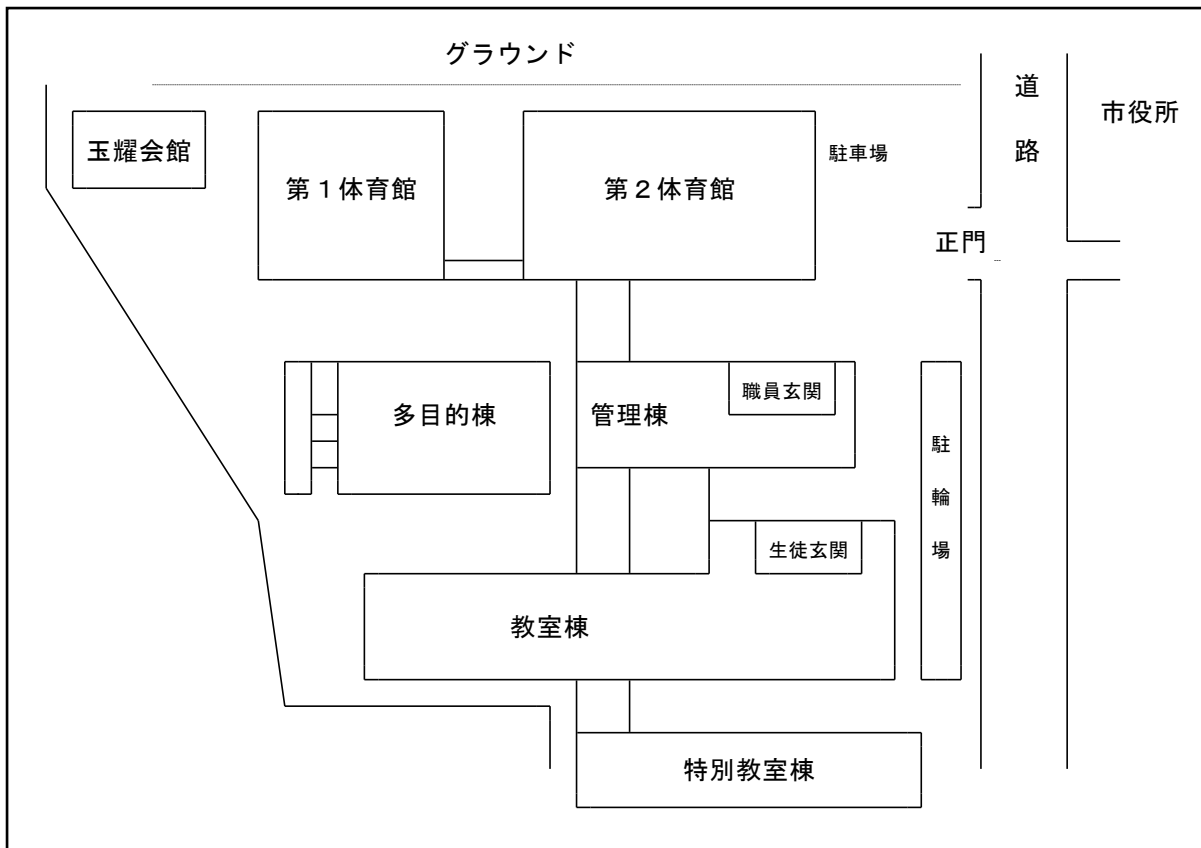 グラウンド
道路
市役所
玉耀会館
第１体育館
第２体育館
駐車場
正門
多目的棟
管理棟
職員玄関
駐輪場
生徒玄関
教室棟
特別教室棟